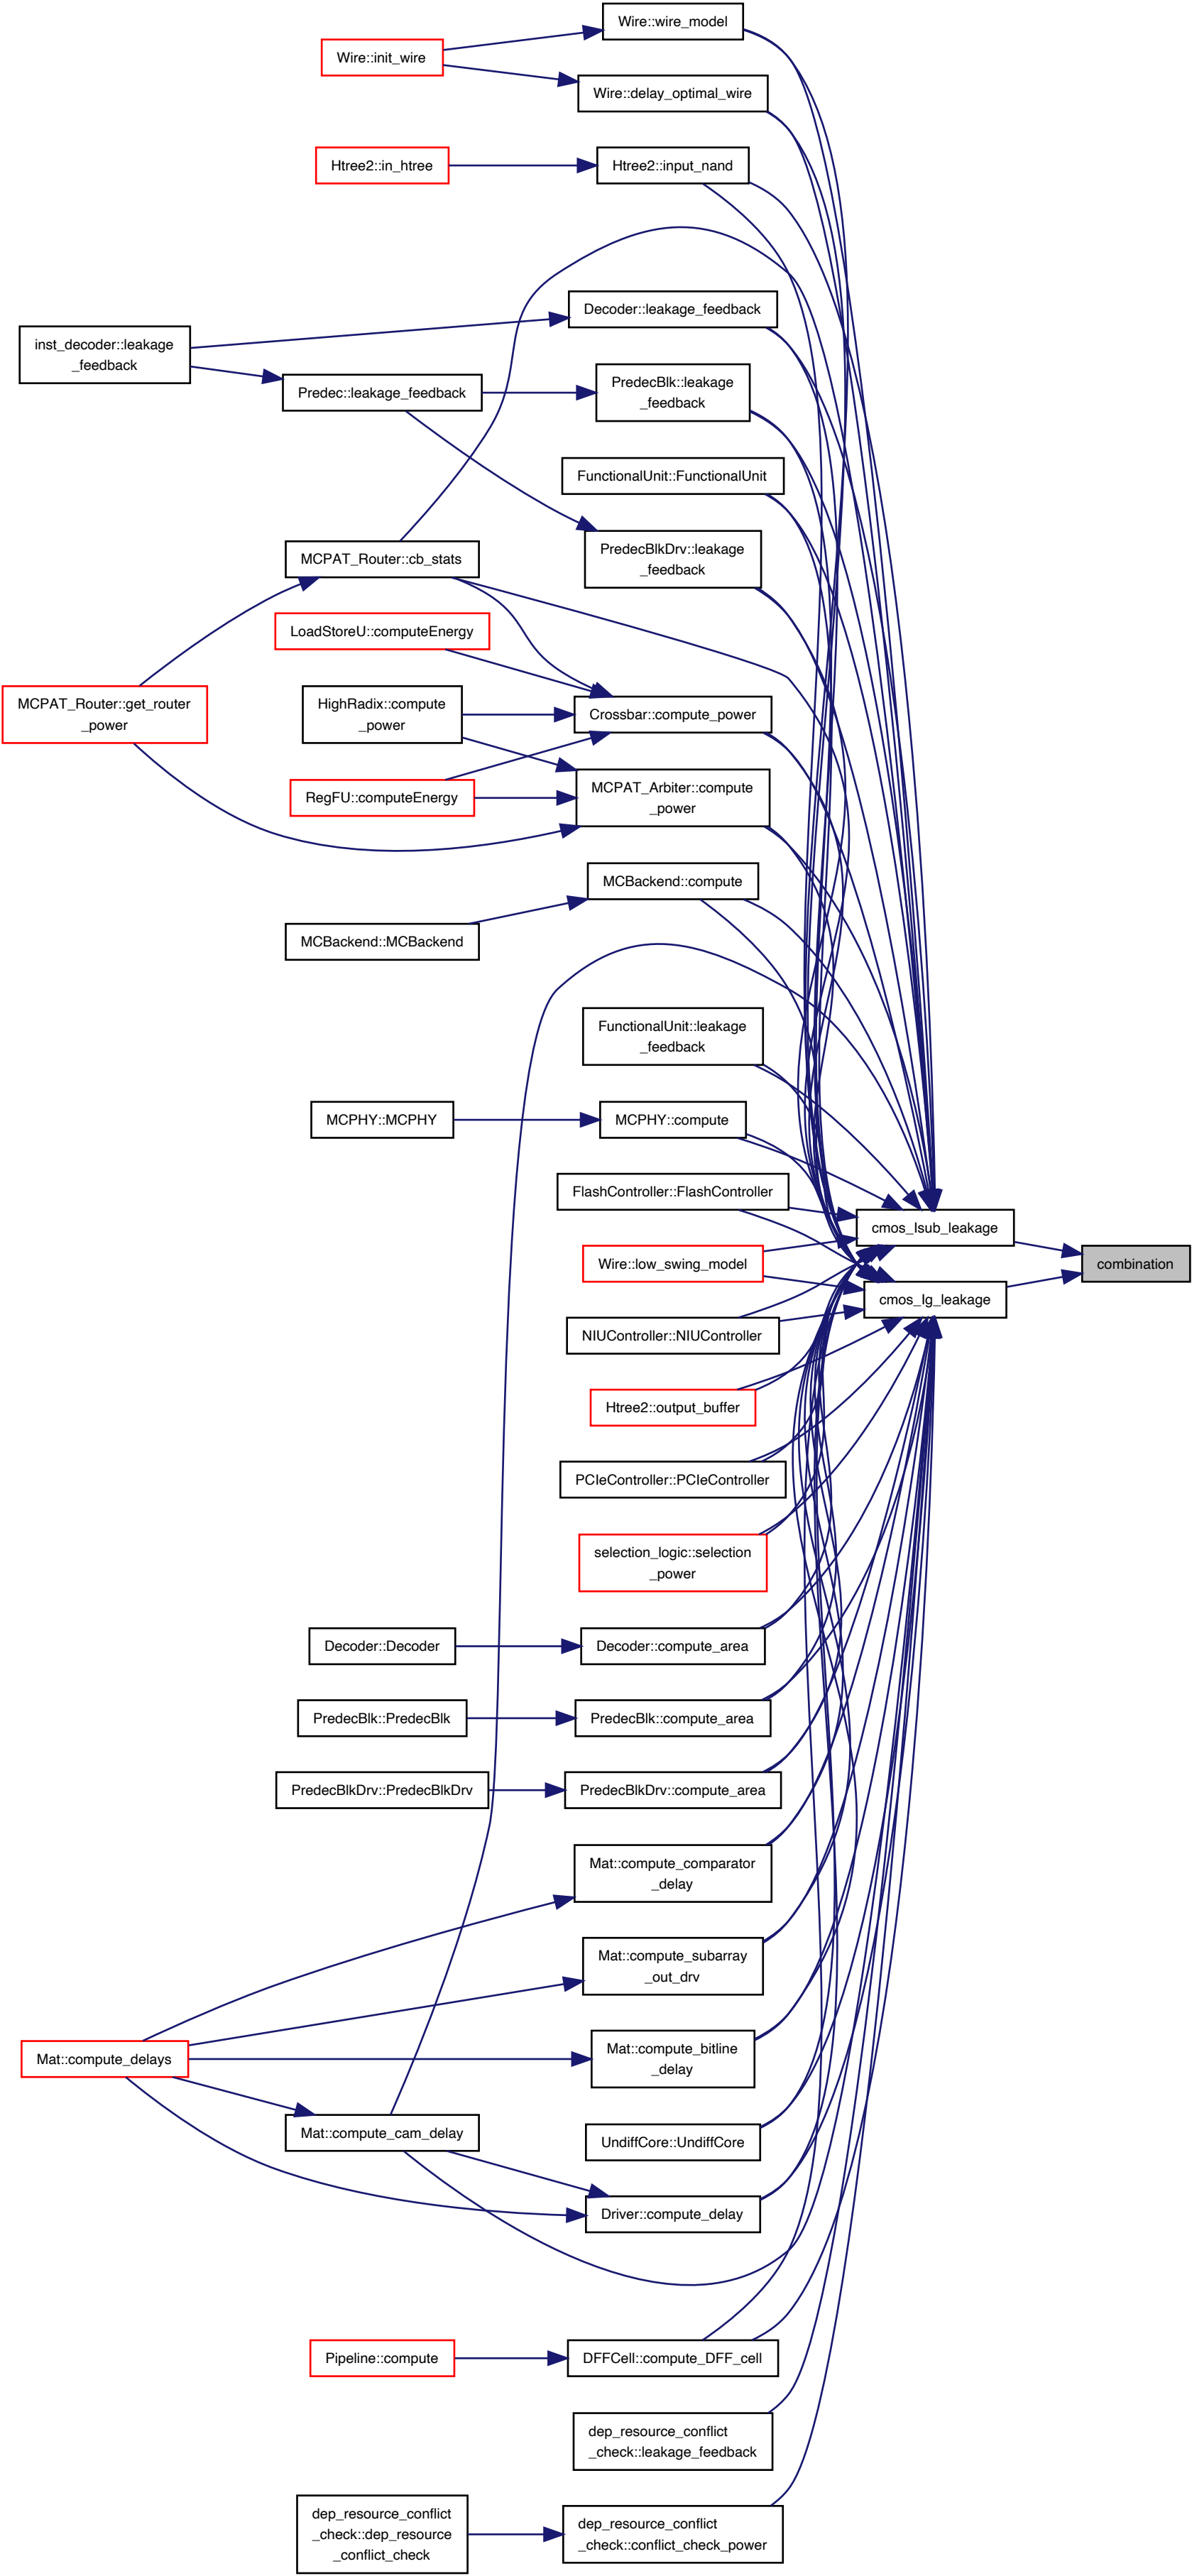 Wire::wire_model
Wire::init_wire
Wire::delay_optimal_wire
Htree2::in_htree
Htree2::input_nand
Decoder::leakage_feedback
inst_decoder::leakage
_feedback
Predec::leakage_feedback
PredecBlk::leakage
_feedback
FunctionalUnit::FunctionalUnit
PredecBlkDrv::leakage
_feedback
MCPAT_Router::cb_stats
LoadStoreU::computeEnergy
MCPAT_Router::get_router
_power
HighRadix::compute
_power
Crossbar::compute_power
RegFU::computeEnergy
MCPAT_Arbiter::compute
_power
MCBackend::compute
MCBackend::MCBackend
FunctionalUnit::leakage
_feedback
MCPHY::MCPHY
MCPHY::compute
FlashController::FlashController
cmos_Isub_leakage
Wire::low_swing_model
combination
cmos_Ig_leakage
NIUController::NIUController
Htree2::output_buffer
PCIeController::PCIeController
selection_logic::selection
_power
Decoder::Decoder
Decoder::compute_area
PredecBlk::PredecBlk
PredecBlk::compute_area
PredecBlkDrv::PredecBlkDrv
PredecBlkDrv::compute_area
Mat::compute_comparator
_delay
Mat::compute_subarray
_out_drv
Mat::compute_delays
Mat::compute_bitline
_delay
Mat::compute_cam_delay
UndiffCore::UndiffCore
Driver::compute_delay
Pipeline::compute
DFFCell::compute_DFF_cell
dep_resource_conflict
_check::leakage_feedback
dep_resource_conflict
_check::dep_resource
_conflict_check
dep_resource_conflict
_check::conflict_check_power